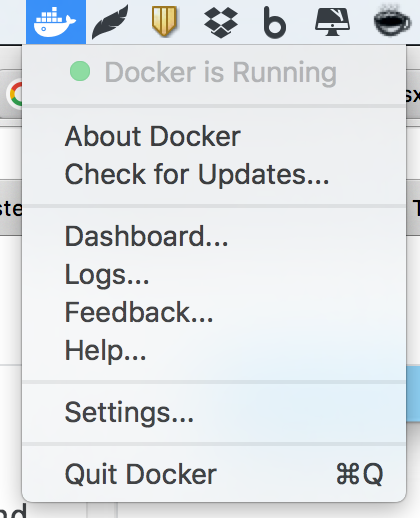 Docker is Running
About Docker
Check for Updates...
Dashboard...
Logs...
Feedback...
Help...
Settings...
Quit Docker ⌘Q